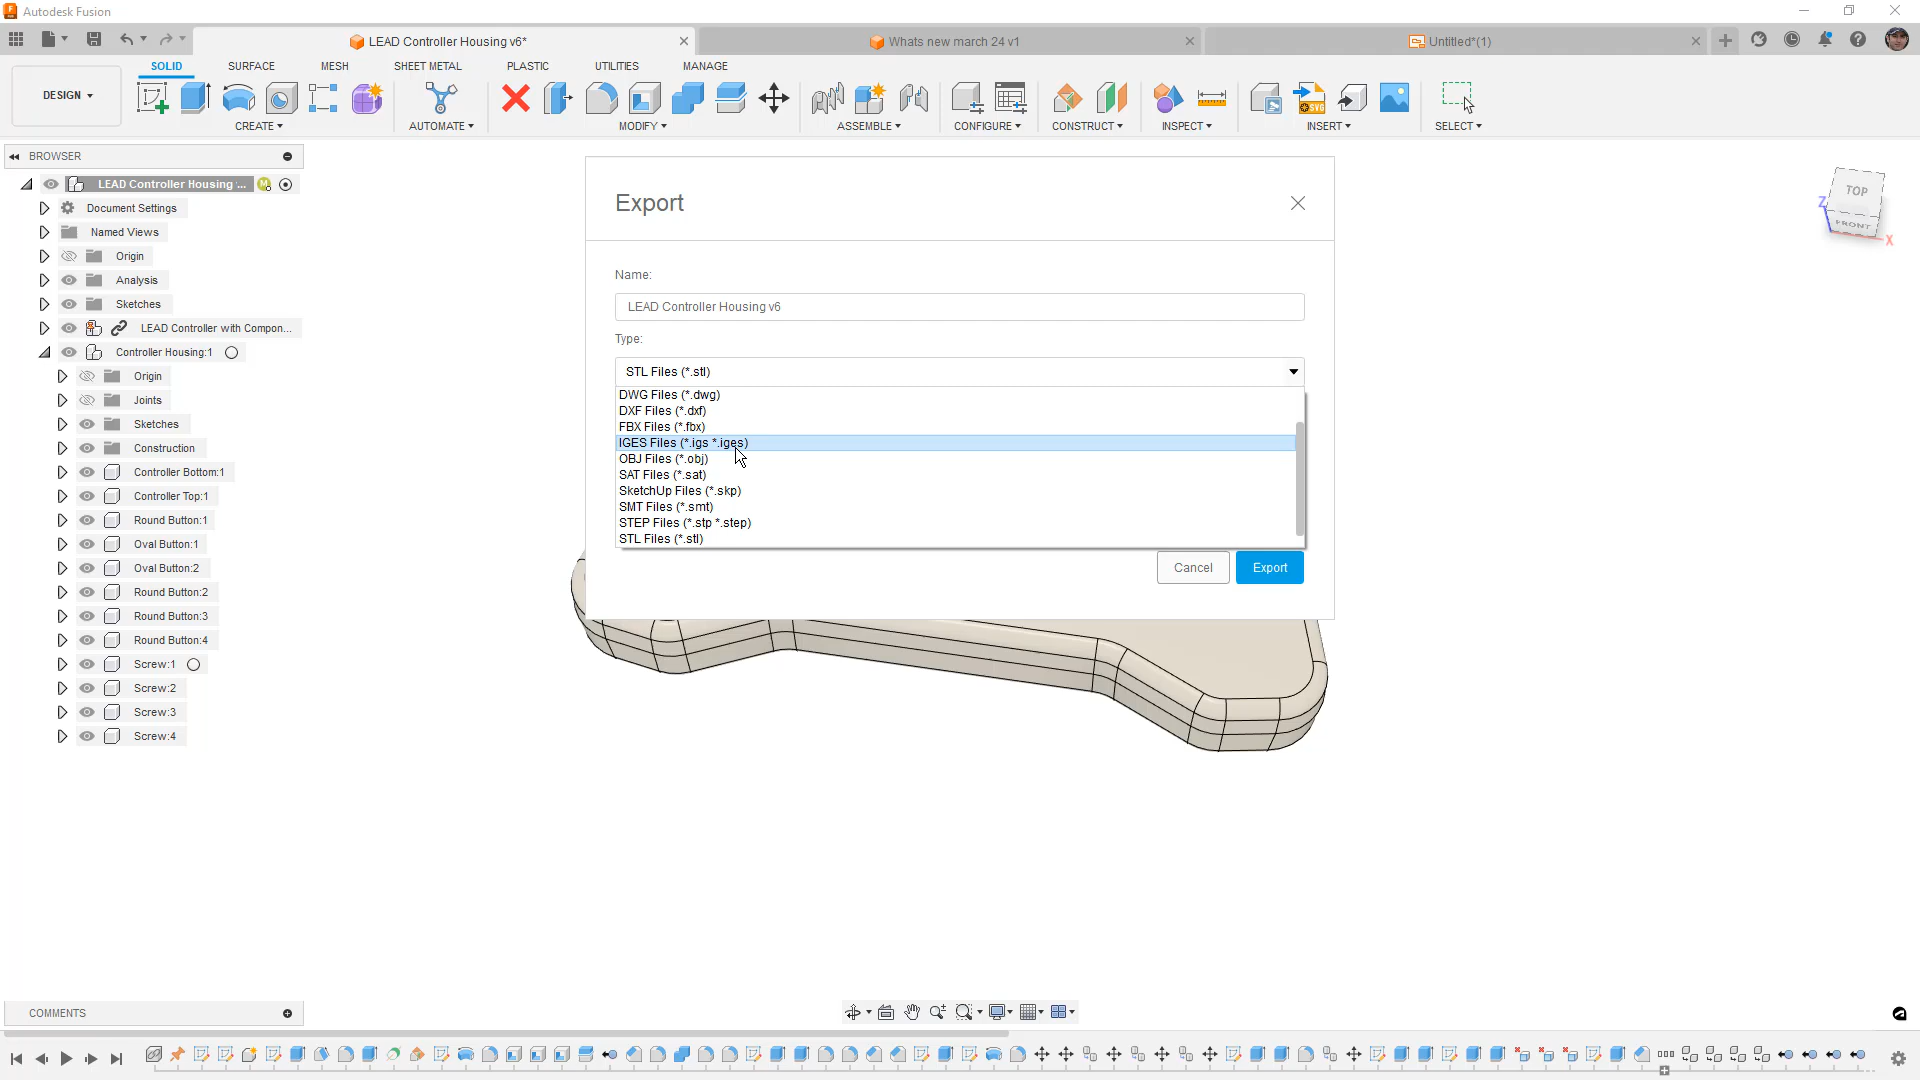 Autodesk Fusion
LEAD Controller Housing v6*
Whats new march 24 v1
Untitled*(1)
SOLID
SURFACE
MESH
SHEET METAL
PLASTIC
UTILITIES
MANAGE
DESIGN
CREATE
AUTOMATE
MODIFY
ASSEMBLE
CONFIGURE
CONSTRUCT
INSPECT
INSERT
SELECT
SVG
BROWSER
LEAD Controller Housing ...
Document Settings
Named Views
Origin
Analysis
Sketches
LEAD Controller with Compon...
Controller Housing:1
Origin
Joints
Sketches
Construction
Controller Bottom:1
Controller Top:1
Round Button:1
Oval Button:1
Oval Button:2
Round Button:2
Round Button:3
Round Button:4
Screw:1
Screw:2
Screw:3
Screw:4
Export
Name:
LEAD Controller Housing v6
Type:
STL Files (*.stl)
DWG Files (*.dwg)
DXF Files (*.dxf)
FBX Files (*.fbx)
IGES Files (*.igs *.iges)
OBJ Files (*.obj)
SAT Files (*.sat)
SketchUp Files (*.skp)
SMT Files (*.smt)
STEP Files (*.stp *.step)
STL Files (*.stl)
Cancel
Export
TOP
FRONT
Z
X
COMMENTS